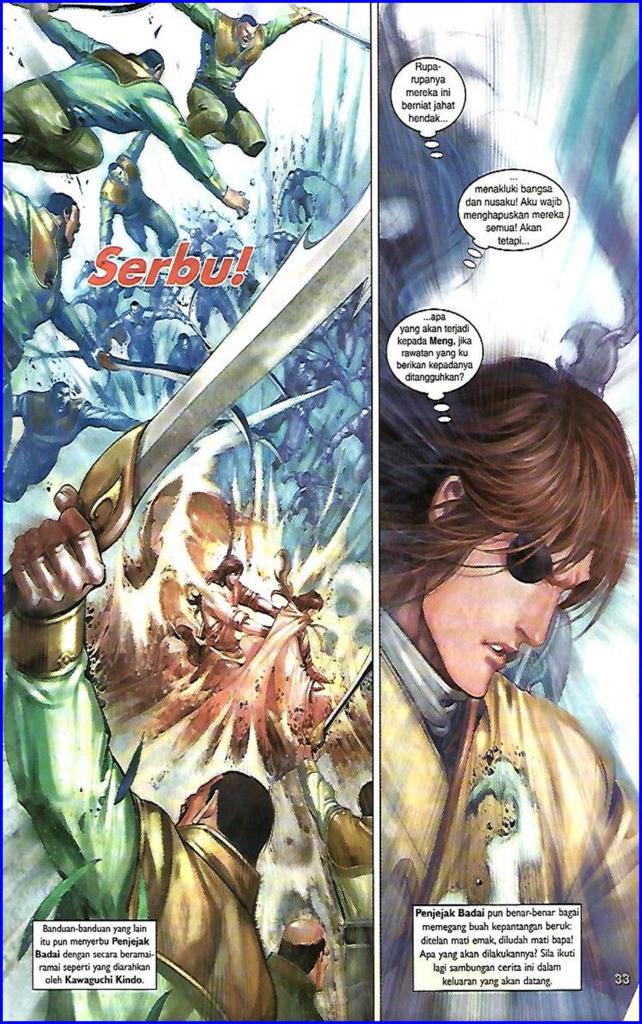 Serbu!
Banduan-banduan yang lain
itu pun menyerbu Penjejak
Badai dengan secara beramai-
ramai seperti yang diarahkan
oleh Kawaguchi Kindo.
Rupa-
rupanya
mereka ini
berniat jahat
hendak...
...
menakluki bangsa
dan nusaku! Aku wajib
menghapuskan mereka
semua! Akan
tetapi...
...apa
yang akan terjadi
kepada Meng, jika
rawatan yang ku
berikan kepadanya
ditangguhkan?
Penjejak Badai pun benar-benar bagai
memegang buah kepantangan beruk:
ditelan mati emak, diludah mati bapa!
Apa yang akan dilakukannya? Sila ikuti
lagi sambungan cerita ini dalam
keluaran yang akan datang.
33